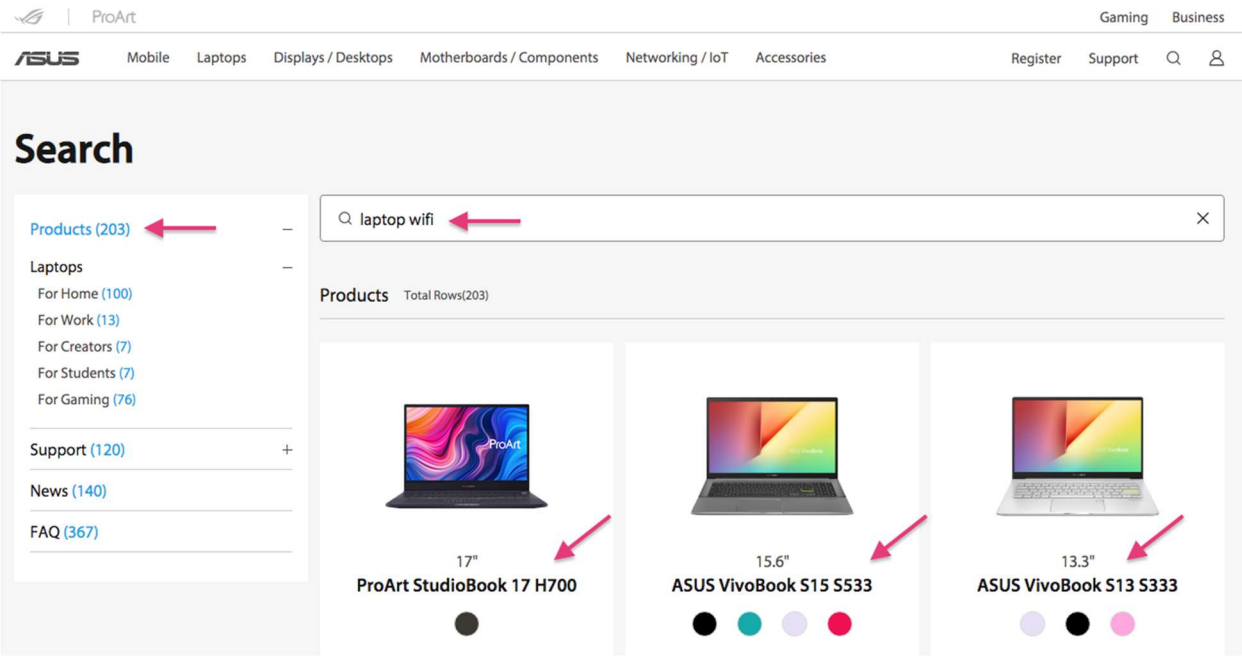 ProArt
Gaming Business
ASUS Mobile Laptops Displays / Desktops Motherboards / Components Networking / IoT Accessories Register Support
Search
laptop wifi
Products (203)
Laptops
For Home (100)
For Work (13)
For Creators (7)
For Students (7)
For Gaming (76)
Support (120)
News (140)
FAQ (367)
Products Total Rows(203)
ProArt
17"
ProArt StudioBook 17 H700
15.6"
ASUS VivoBook S15 S533
13.3"
ASUS VivoBook S13 S333